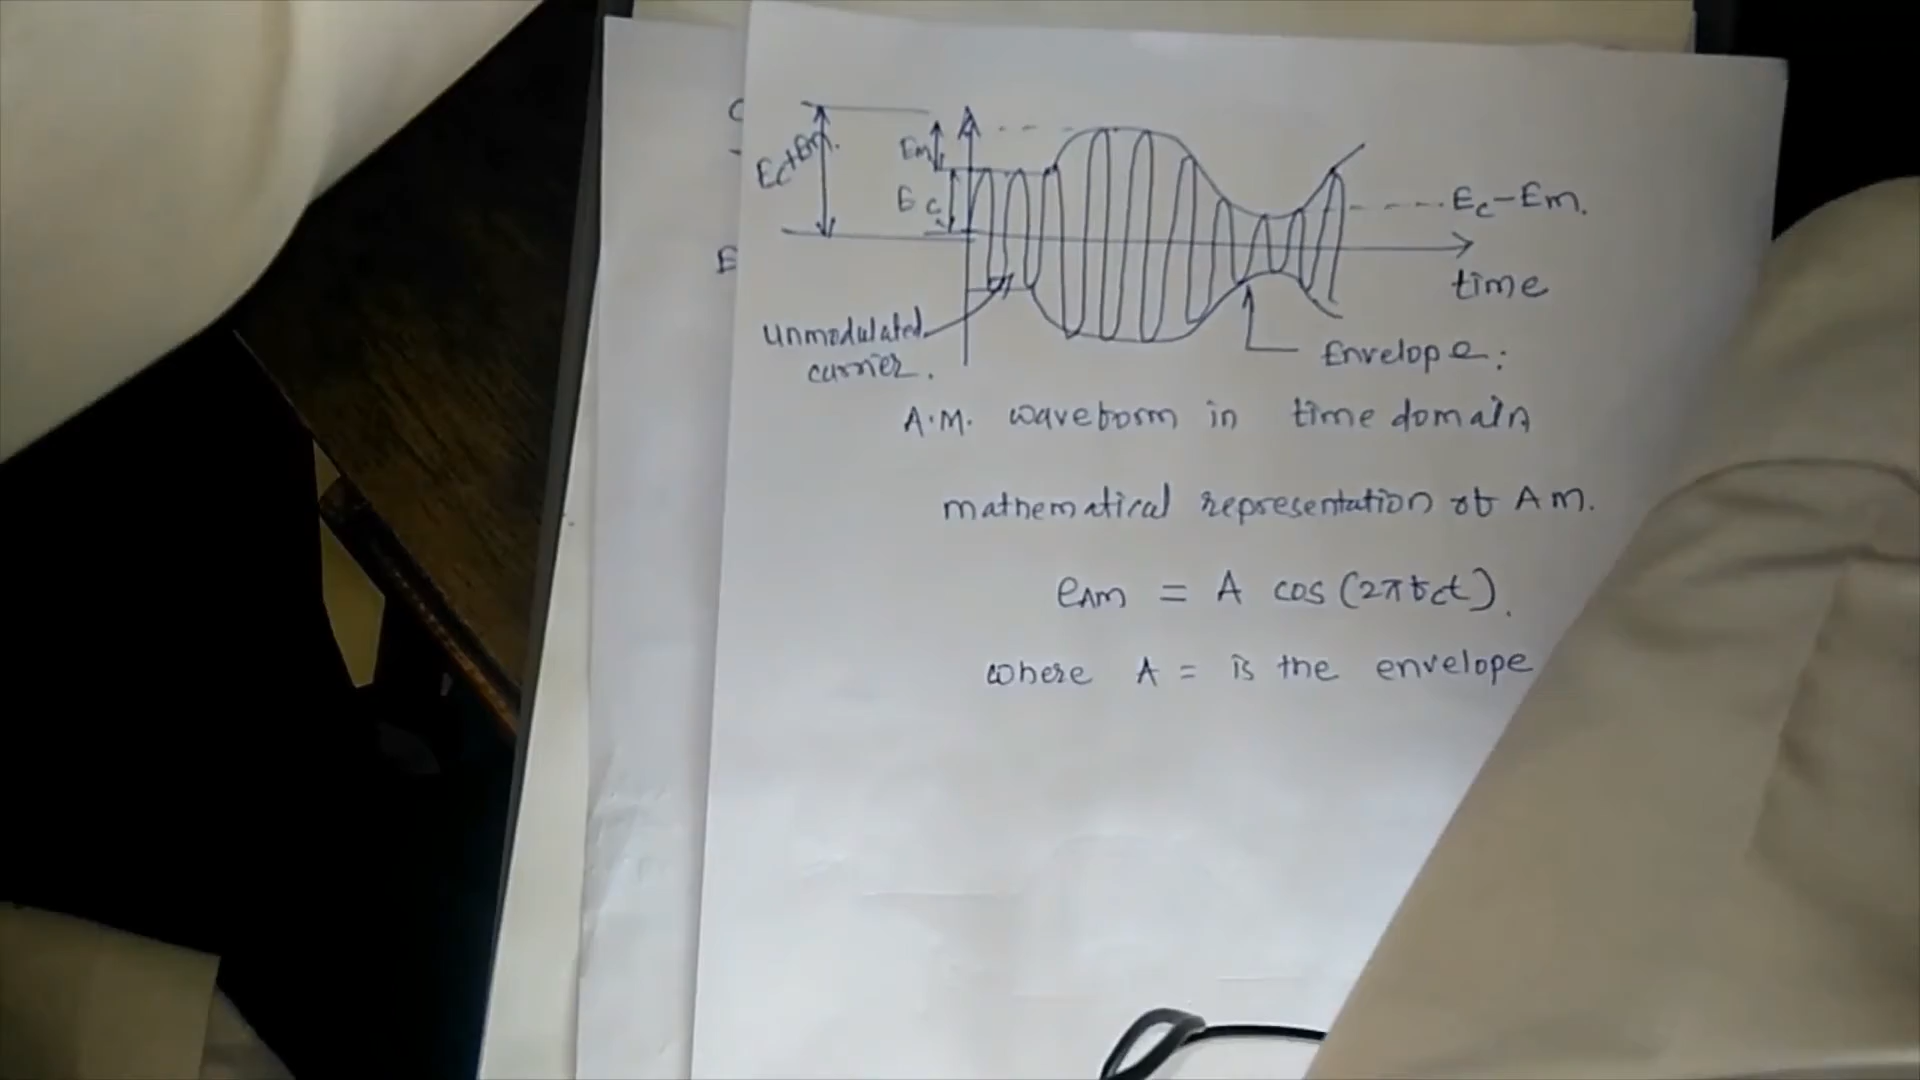 Ec+Em.
Em
Ec
Ec-Em.
time
unmodulated
carrier.
Envelope:
A.M. waveform in time domain
mathematical representation of AM.
eAm = A cos (2πfct).
where A = is the envelope